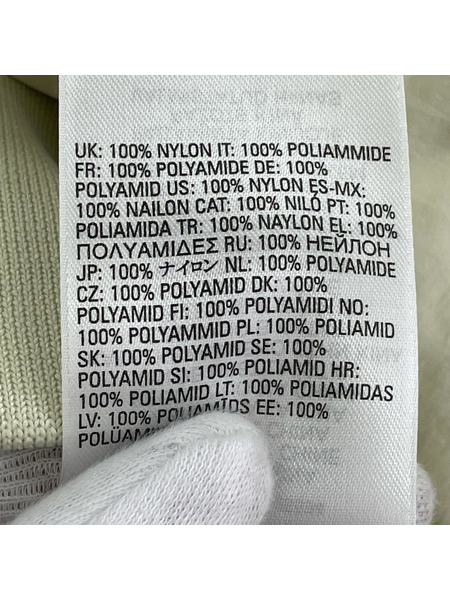 UK: 100% NYLON IT: 100% POLIAMMIDE
FR: 100% POLYAMIDE DE: 100%
POLYAMID US: 100% NYLON ES-MX:
100% NAILON CAT: 100% NILÓ PT: 100%
POLIAMIDA TR: 100% NAYLON EL: 100%
ΠΟΛΥΑΜΙΔΕΣ RU: 100% НЕЙЛОН
JP: 100% ナイロン NL: 100% POLYAMIDE
CZ: 100% POLYAMID DK: 100%
POLYAMID FI: 100% POLYAMIDI NO:
100% POLYAMMID PL: 100% POLIAMID
SK: 100% POLYAMID SE: 100%
POLYAMID SI: 100% POLIAMID HR:
100% POLIAMID LT: 100% POLIAMIDAS
LV: 100% POLIAMĪDS EE: 100%
POLÜAMI